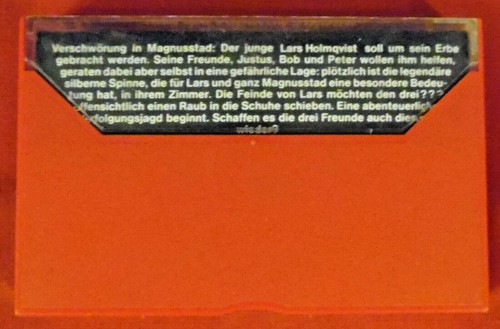 Verschwörung in Magnusstad: Der junge Lars Holmqvist soll um sein Erbe
gebracht werden. Seine Freunde, Justus, Bob und Peter wollen ihm helfen,
geraten dabei aber selbst in eine gefährliche Lage: plötzlich ist die legendäre
silberne Spinne, die für Lars und ganz Magnusstad eine besondere Bedeu-
tung hat, in ihrem Zimmer. Die Feinde von Lars möchten den drei???
ffensichtlich einen Raub in die Schuhe schieben. Eine abenteuerlic
rfolgungsjagd beginnt. Schaffen es die drei Freunde auch dies
wieder?